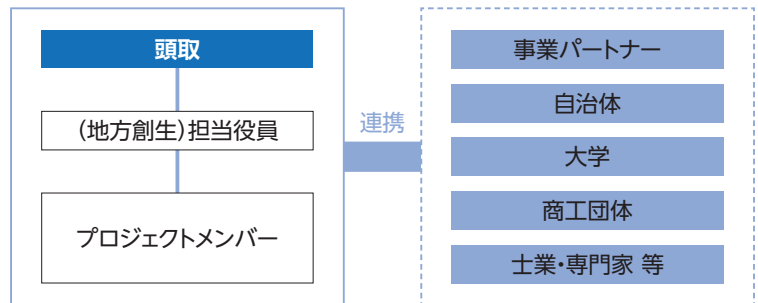 頭取
(地方創生)担当役員
プロジェクトメンバー
連携
事業パートナー
自治体
大学
商工団体
士業・専門家 等